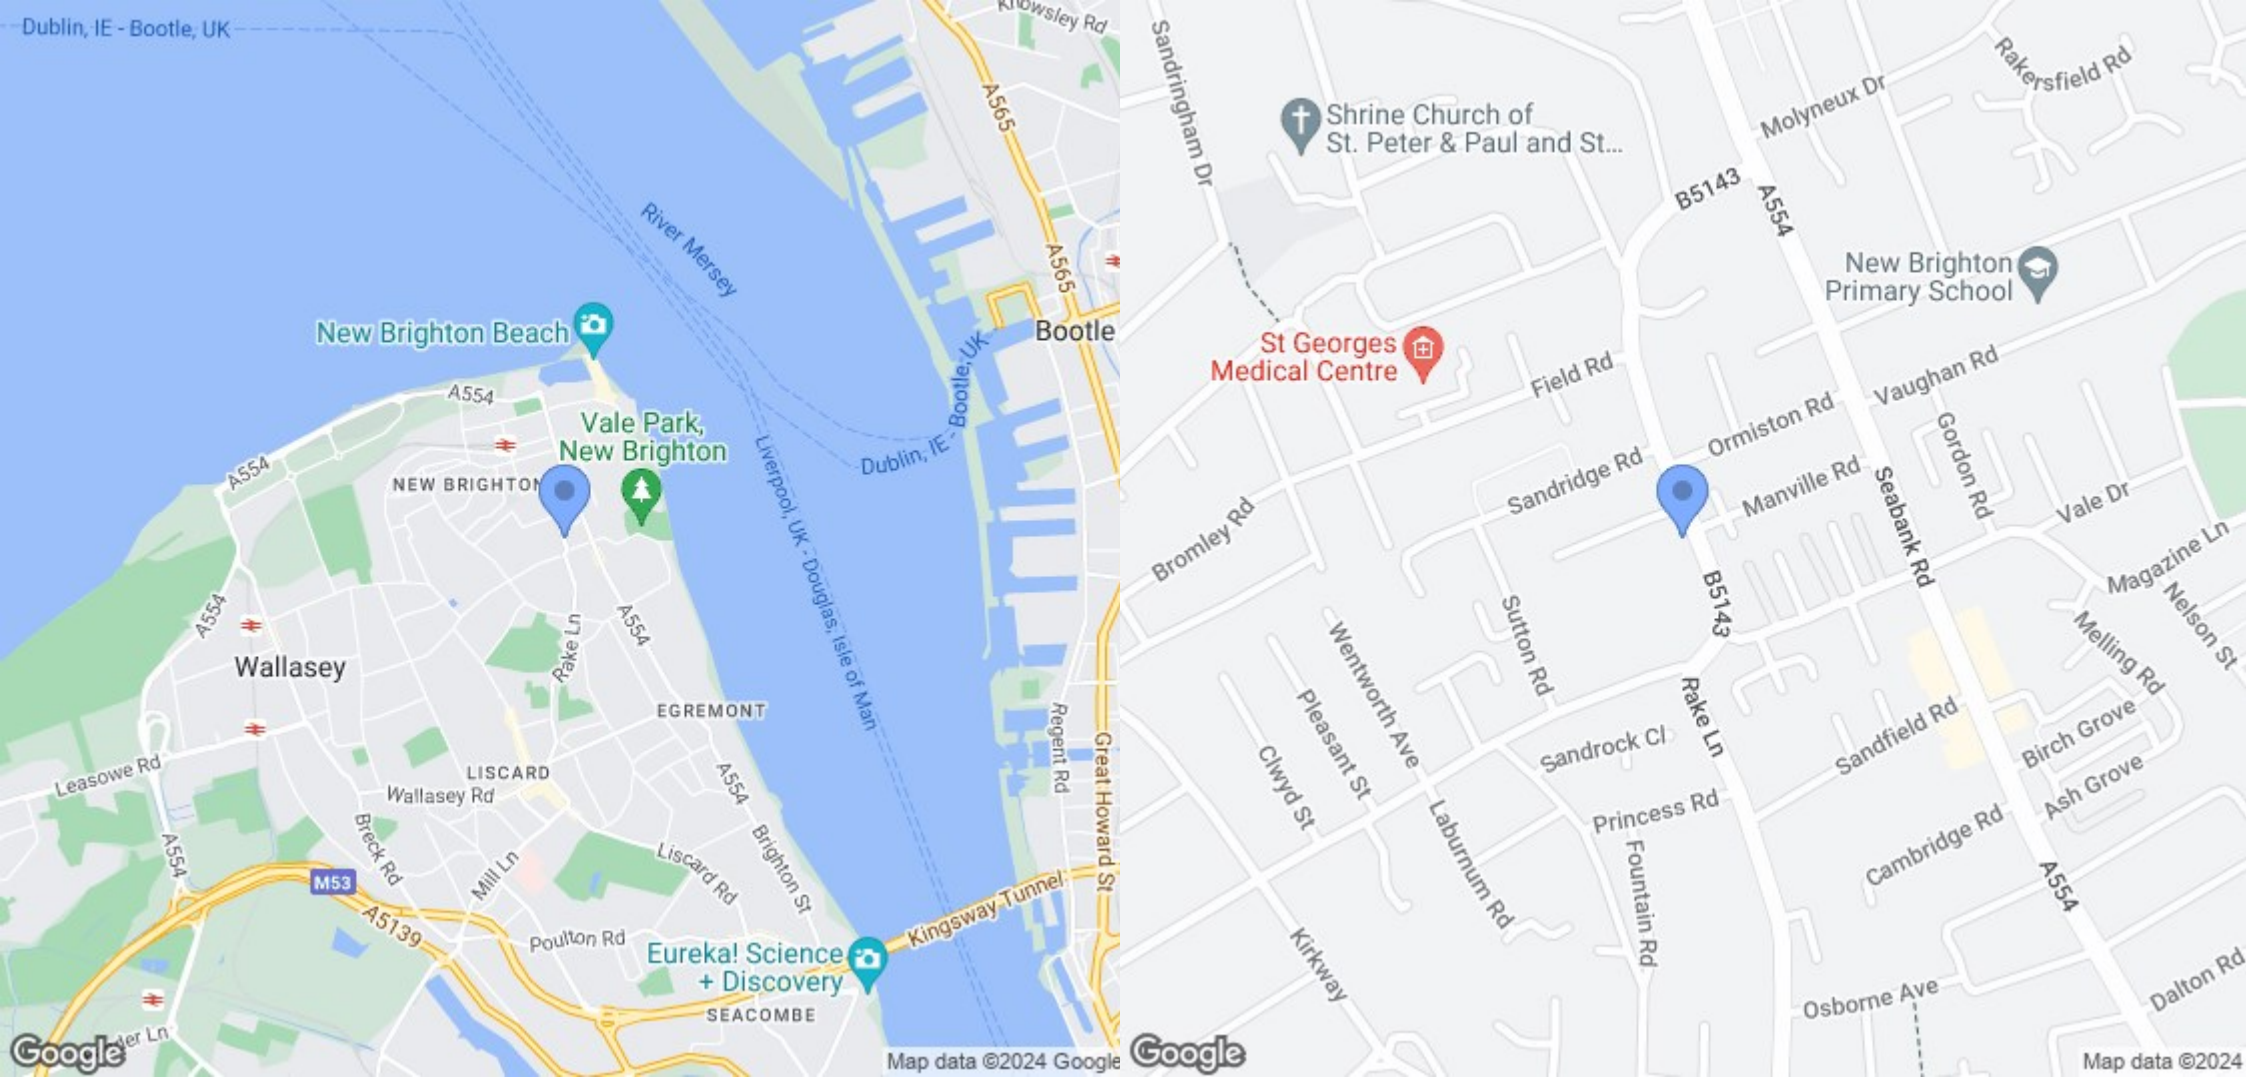 Dublin, IE - Bootle, UK
Knowsley Rd
A565
River Mersey
A565
New Brighton Beach
Bootle
Dublin, IE - Bootle, UK
A554
Vale Park,
New Brighton
A554
NEW BRIGHTON
Liverpool, UK - Douglas, Isle of Man
A554
Rake Ln
A554
Wallasey
EGREMONT
Regent Rd
Great Howard St
Leasowe Rd
LISCARD
Wallasey Rd
A554
A554
Breck Rd
Mill Ln
Liscard Rd
Brighton St
M53
A5139
Kingsway Tunnel
Poulton Rd
Eureka! Science
+ Discovery
SEACOMBE
Google
Map data ©2024 Google
Sandringham Dr
Shrine Church of
St. Peter & Paul and St...
Molyneux Dr
Rakersfield Rd
B5143
A554
New Brighton
Primary School
St Georges
Medical Centre
Field Rd
Vaughan Rd
Ormiston Rd
Gordon Rd
Sandridge Rd
Manville Rd
Seabank Rd
Vale Dr
Bromley Rd
Magazine Ln
B5143
Nelson St
Sutton Rd
Wentworth Ave
Melling Rd
Pleasant St
Rake Ln
Sandfield Rd
Birch Grove
Clwyd St
Sandrock Cl
Ash Grove
Princess Rd
Laburnum Rd
Cambridge Rd
Fountain Rd
A554
Kirkway
Osborne Ave
Dalton Rd
Google
Map data ©2024